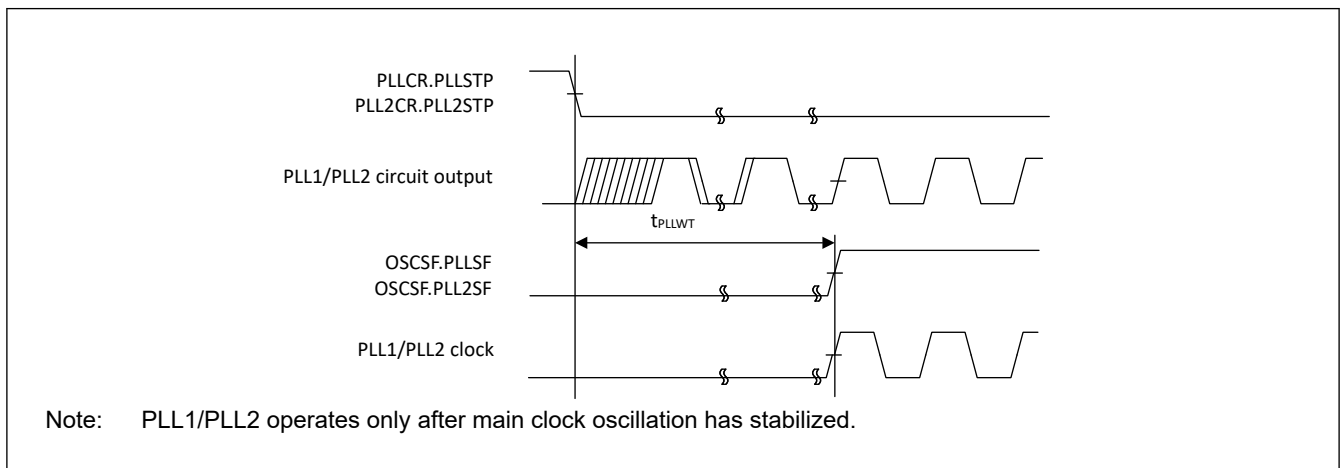 PLLCR.PLLSTP
PLL2CR.PLL2STP
PLL1/PLL2 circuit output
tPLLWT
OSCSF.PLLSF
OSCSF.PLL2SF
PLL1/PLL2 clock
Note: PLL1/PLL2 operates only after main clock oscillation has stabilized.